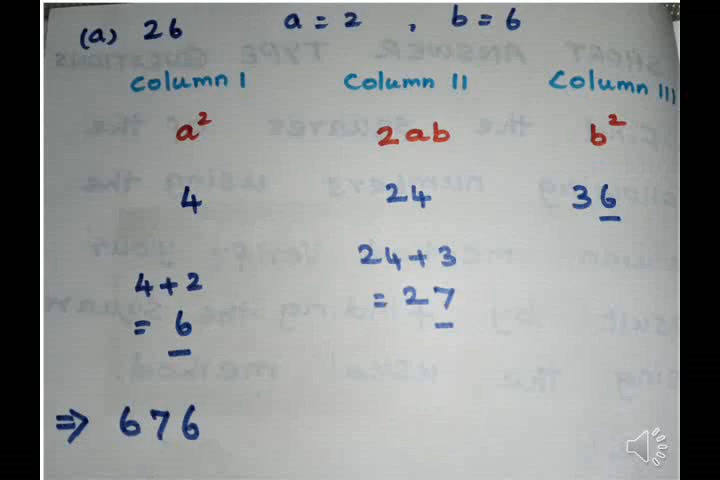 (a) 26 a = 2 , b = 6
Column I Column II Column III
a² 2ab b²
4 24 36
24 + 3
4 + 2
= 27
= 6
⇒ 676